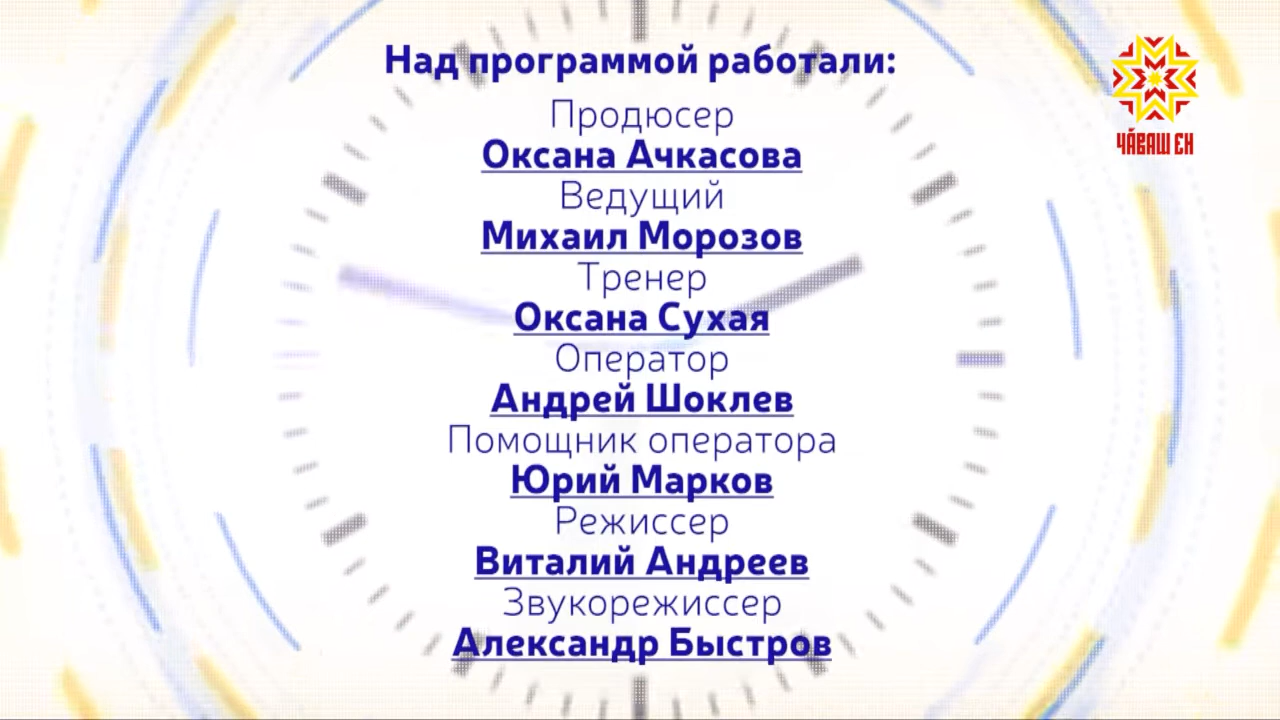 Над программой работали:
Продюсер
Оксана Ачкасова
Ведущий
Михаил Морозов
Тренер
Оксана Сухая
Оператор
Андрей Шоклев
Помощник оператора
Юрий Марков
Режиссер
Виталий Андреев
Звукорежиссер
Александр Быстров
ЧĂВАШ ЕН